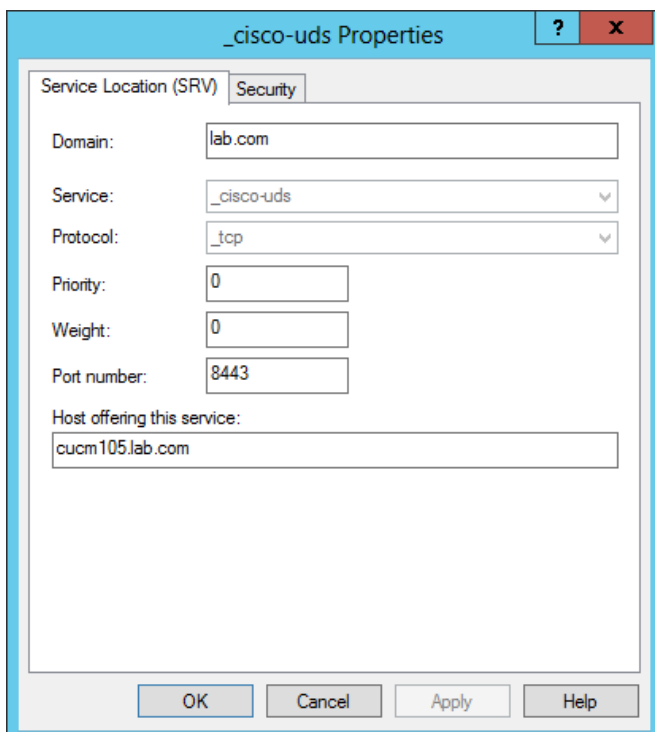 _cisco-uds Properties
? x
Service Location (SRV) Security
Domain: lab.com
Service: _cisco-uds
Protocol: _tcp
Priority: 0
Weight: 0
Port number: 8443
Host offering this service:
cucm105.lab.com
OK Cancel Apply Help